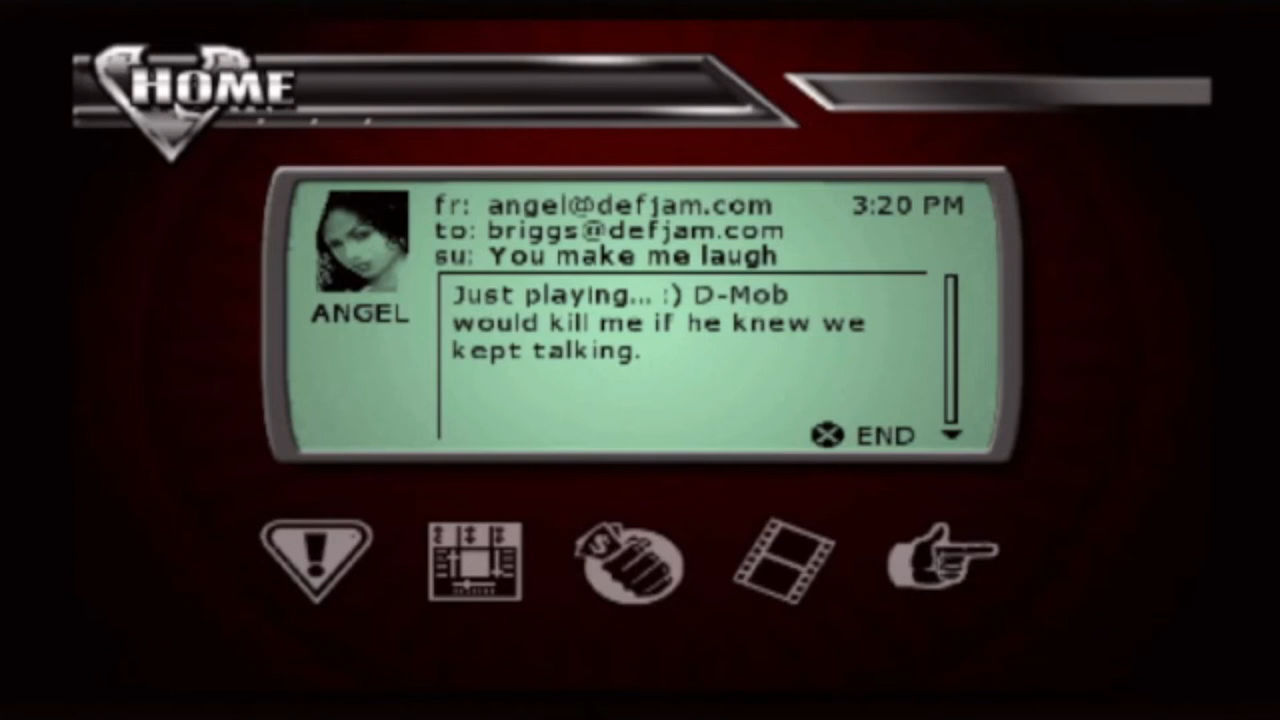 HOME
fr: angel@defjam.com 3:20 PM
to: briggs@defjam.com
su: You make me laugh
ANGEL
Just playing... :) D-Mob
would kill me if he knew we
kept talking.
END
$